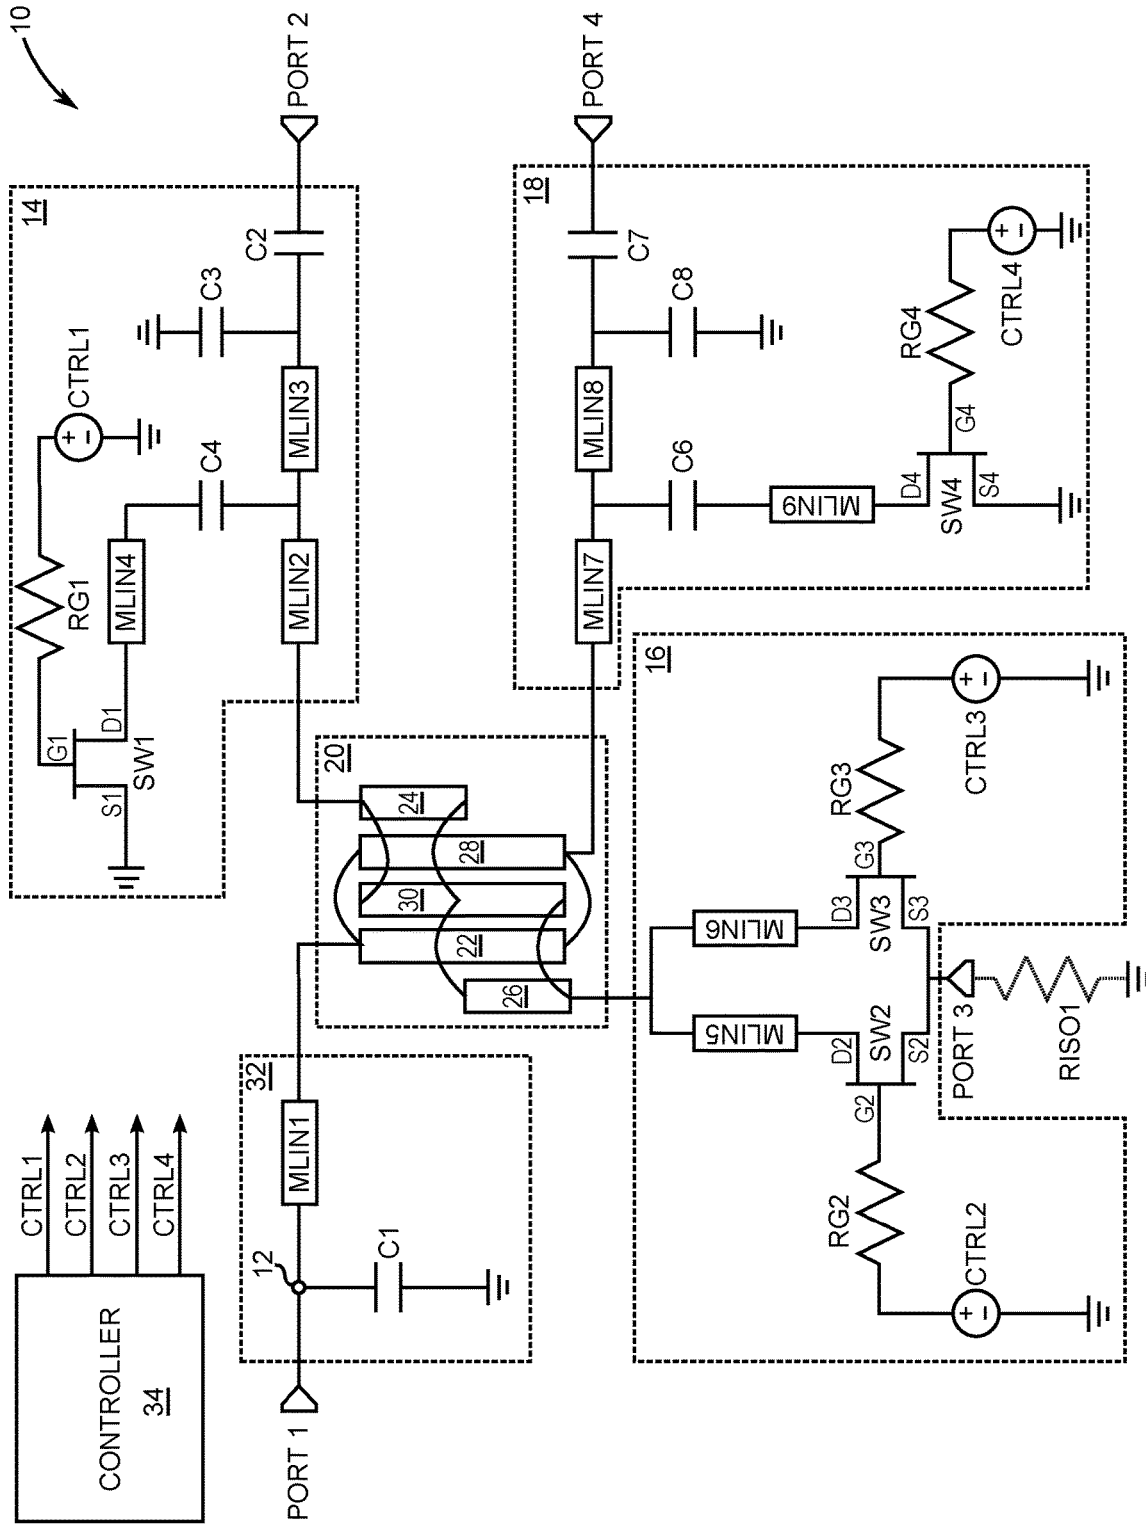 10
CONTROLLER
34
CTRL1
CTRL2
CTRL3
CTRL4
14
G1
S1
D1
SW1
RG1
MLIN4
CTRL1
C4
C3
C2
MLIN2
MLIN3
PORT 2
32
12
PORT 1
MLIN1
C1
20
24
28
30
22
26
18
PORT 4
MLIN7
MLIN8
C7
C6
C8
MLIN9
D4
G4
S4
SW4
RG4
CTRL4
16
MLIN5
MLIN6
D2
G2
S2
SW2
D3
G3
S3
SW3
RG2
RG3
CTRL2
CTRL3
PORT 3
RISO1